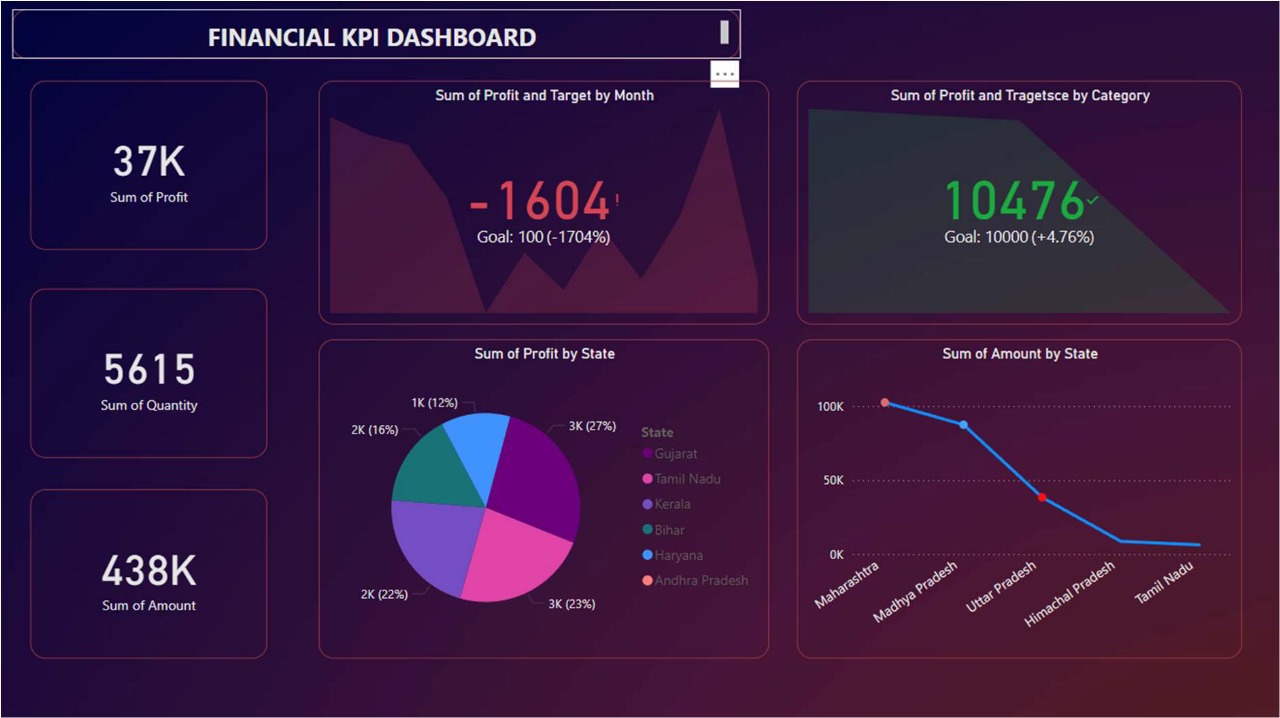 FINANCIAL KPI DASHBOARD
37K
Sum of Profit
5615
Sum of Quantity
438K
Sum of Amount
Sum of Profit and Target by Month
-1604!
Goal: 100 (-1704%)
Sum of Profit and Tragetsce by Category
10476
Goal: 10000 (+4.76%)
Sum of Profit by State
1K (12%)
3K (27%)
2K (16%)
2K (22%)
3K (23%)
State
Gujarat
Tamil Nadu
Kerala
Bihar
Haryana
Andhra Pradesh
Sum of Amount by State
100K
50K
0K
Maharashtra
Madhya Pradesh
Uttar Pradesh
Himachal Pradesh
Tamil Nadu